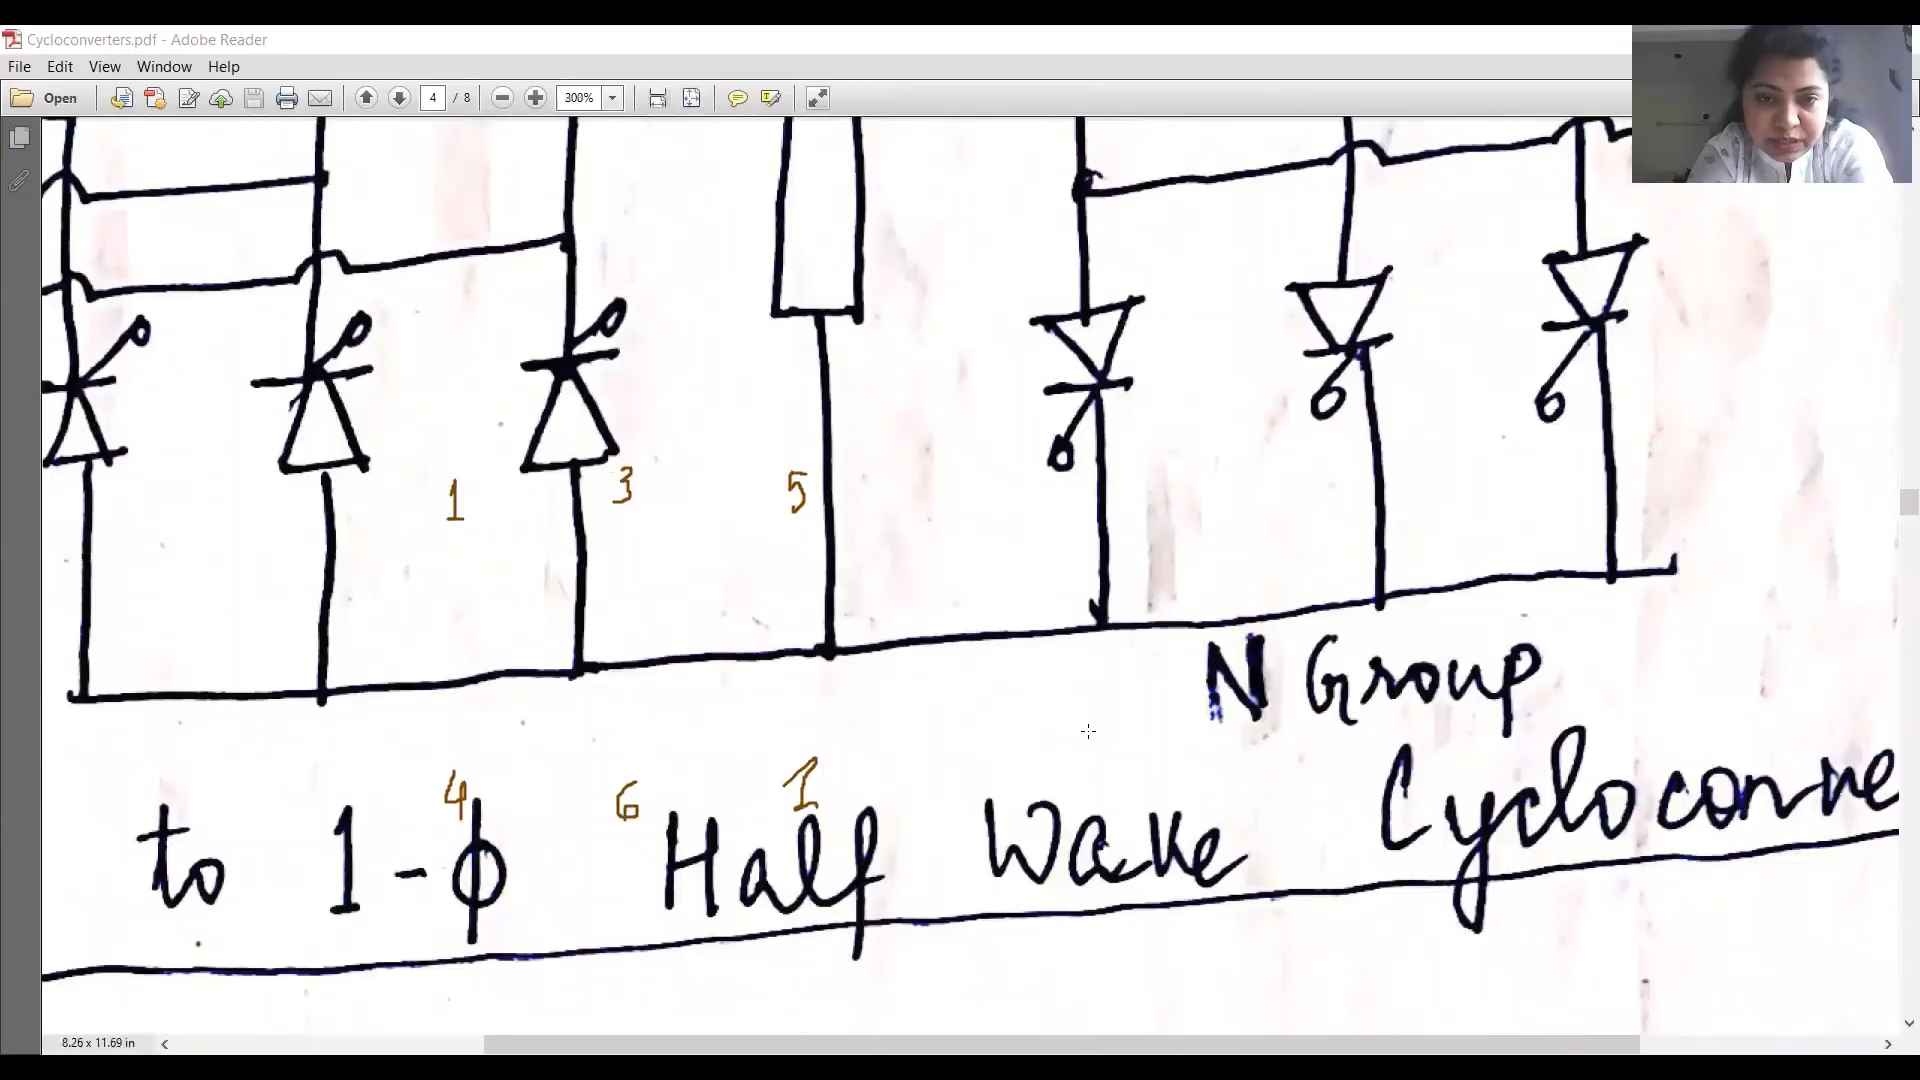 Cycloconverters.pdf - Adobe Reader
File Edit View Window Help
Open 4 / 8 300%
1 3 5
N Group
4 6 1
to 1-ϕ Half Wave Cycloconve
8.26 x 11.69 in